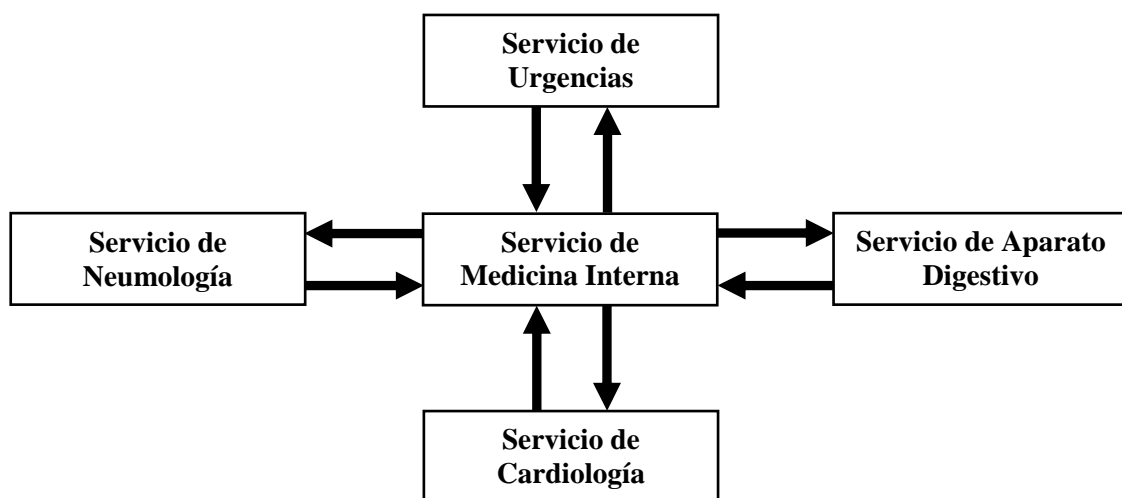 Servicio de
Urgencias
Servicio de
Neumología
Servicio de
Medicina Interna
Servicio de Aparato
Digestivo
Servicio de
Cardiología